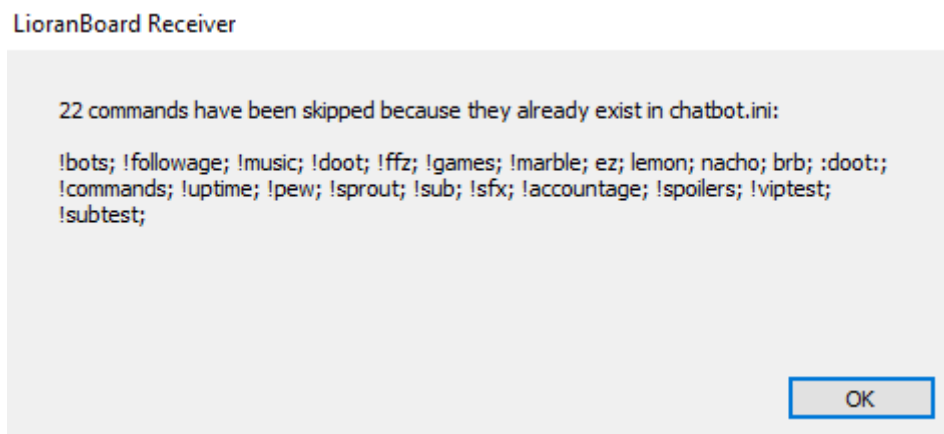 LioranBoard Receiver
22 commands have been skipped because they already exist in chatbot.ini:
!bots; !followage; !music; !doot; !ffz; !games; !marble; ez; lemon; nacho; brb; :doot:;
!commands; !uptime; !pew; !sprout; !sub; !sfx; !accountage; !spoilers; !viptest;
!subtest;
OK